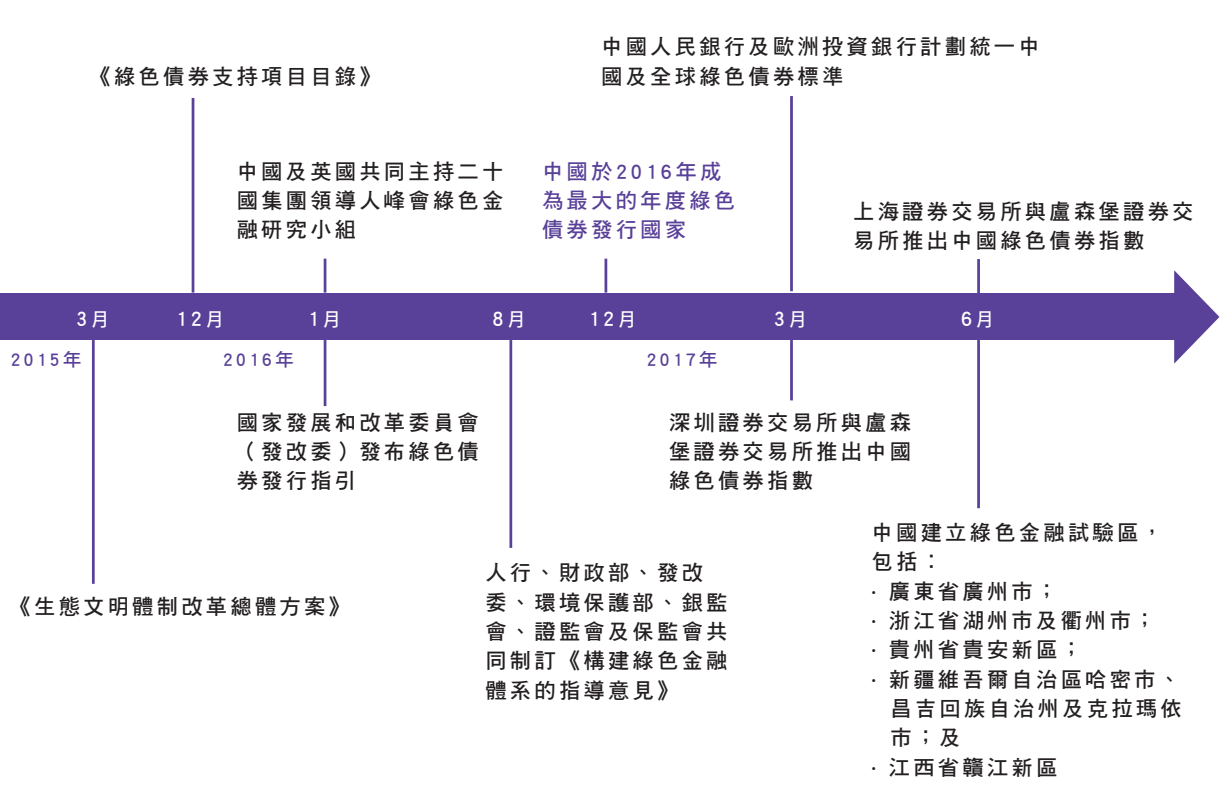 中國人民銀行及歐洲投資銀行計劃統一中
國及全球綠色債券標準
《綠色債券支持項目目錄》
中國及英國共同主持二十
國集團領導人峰會綠色金
融研究小組
中國於2016年成
為最大的年度綠色
債券發行國家
上海證券交易所與盧森堡證券交
易所推出中國綠色債券指數
3月
12月
1月
8月
12月
3月
6月
2015年
2016年
2017年
國家發展和改革委員會
（發改委）發布綠色債
券發行指引
深圳證券交易所與盧森
堡證券交易所推出中國
綠色債券指數
《生態文明體制改革總體方案》
人行、財政部、發改
委、環境保護部、銀監
會、證監會及保監會共
同制訂《構建綠色金融
體系的指導意見》
中國建立綠色金融試驗區，
包括：
· 廣東省廣州市；
· 浙江省湖州市及衢州市；
· 貴州省貴安新區；
· 新疆維吾爾自治區哈密市、
昌吉回族自治州及克拉瑪依
市；及
· 江西省贛江新區